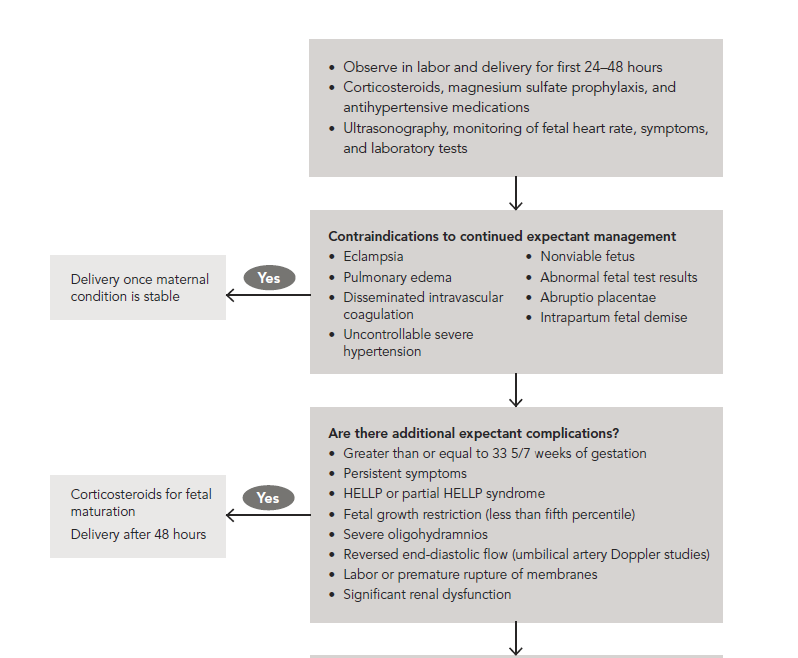 • Observe in labor and delivery for first 24–48 hours
• Corticosteroids, magnesium sulfate prophylaxis, and
antihypertensive medications
• Ultrasonography, monitoring of fetal heart rate, symptoms,
and laboratory tests
Contraindications to continued expectant management
• Eclampsia
• Pulmonary edema
• Disseminated intravascular
coagulation
• Uncontrollable severe
hypertension
• Nonviable fetus
• Abnormal fetal test results
• Abruptio placentae
• Intrapartum fetal demise
Yes
Delivery once maternal
condition is stable
Are there additional expectant complications?
• Greater than or equal to 33 5/7 weeks of gestation
• Persistent symptoms
• HELLP or partial HELLP syndrome
• Fetal growth restriction (less than fifth percentile)
• Severe oligohydramnios
• Reversed end-diastolic flow (umbilical artery Doppler studies)
• Labor or premature rupture of membranes
• Significant renal dysfunction
Yes
Corticosteroids for fetal
maturation
Delivery after 48 hours